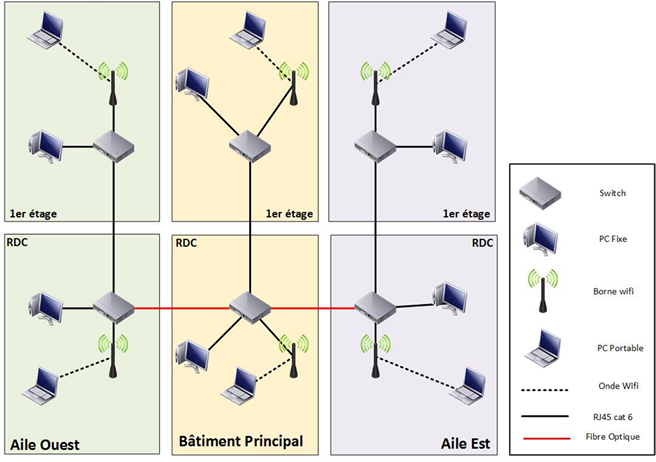 1er étage
1er étage
1er étage
RDC
RDC
RDC
Aile Ouest
Bâtiment Principal
Aile Est
Switch
PC Fixe
Borne wifi
PC Portable
Onde Wifi
RJ45 cat 6
Fibre Optique